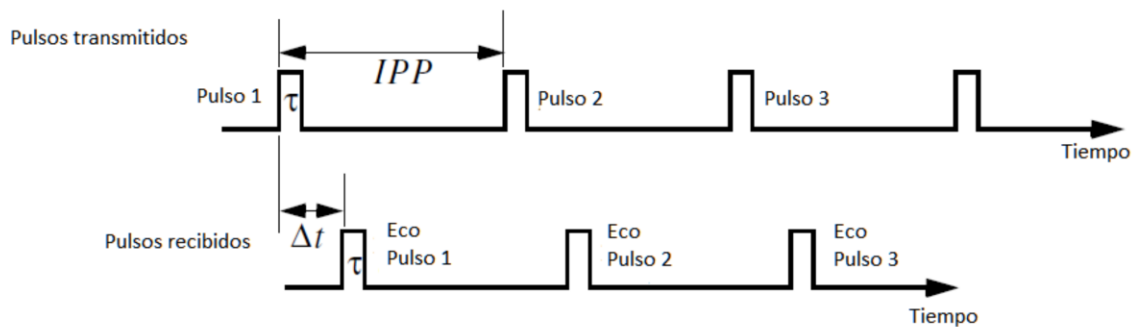 Pulsos transmitidos
IPP
Pulso 1
τ
Pulso 2
Pulso 3
Tiempo
Pulsos recibidos
Δt
τ
Eco
Pulso 1
Eco
Pulso 2
Eco
Pulso 3
Tiempo